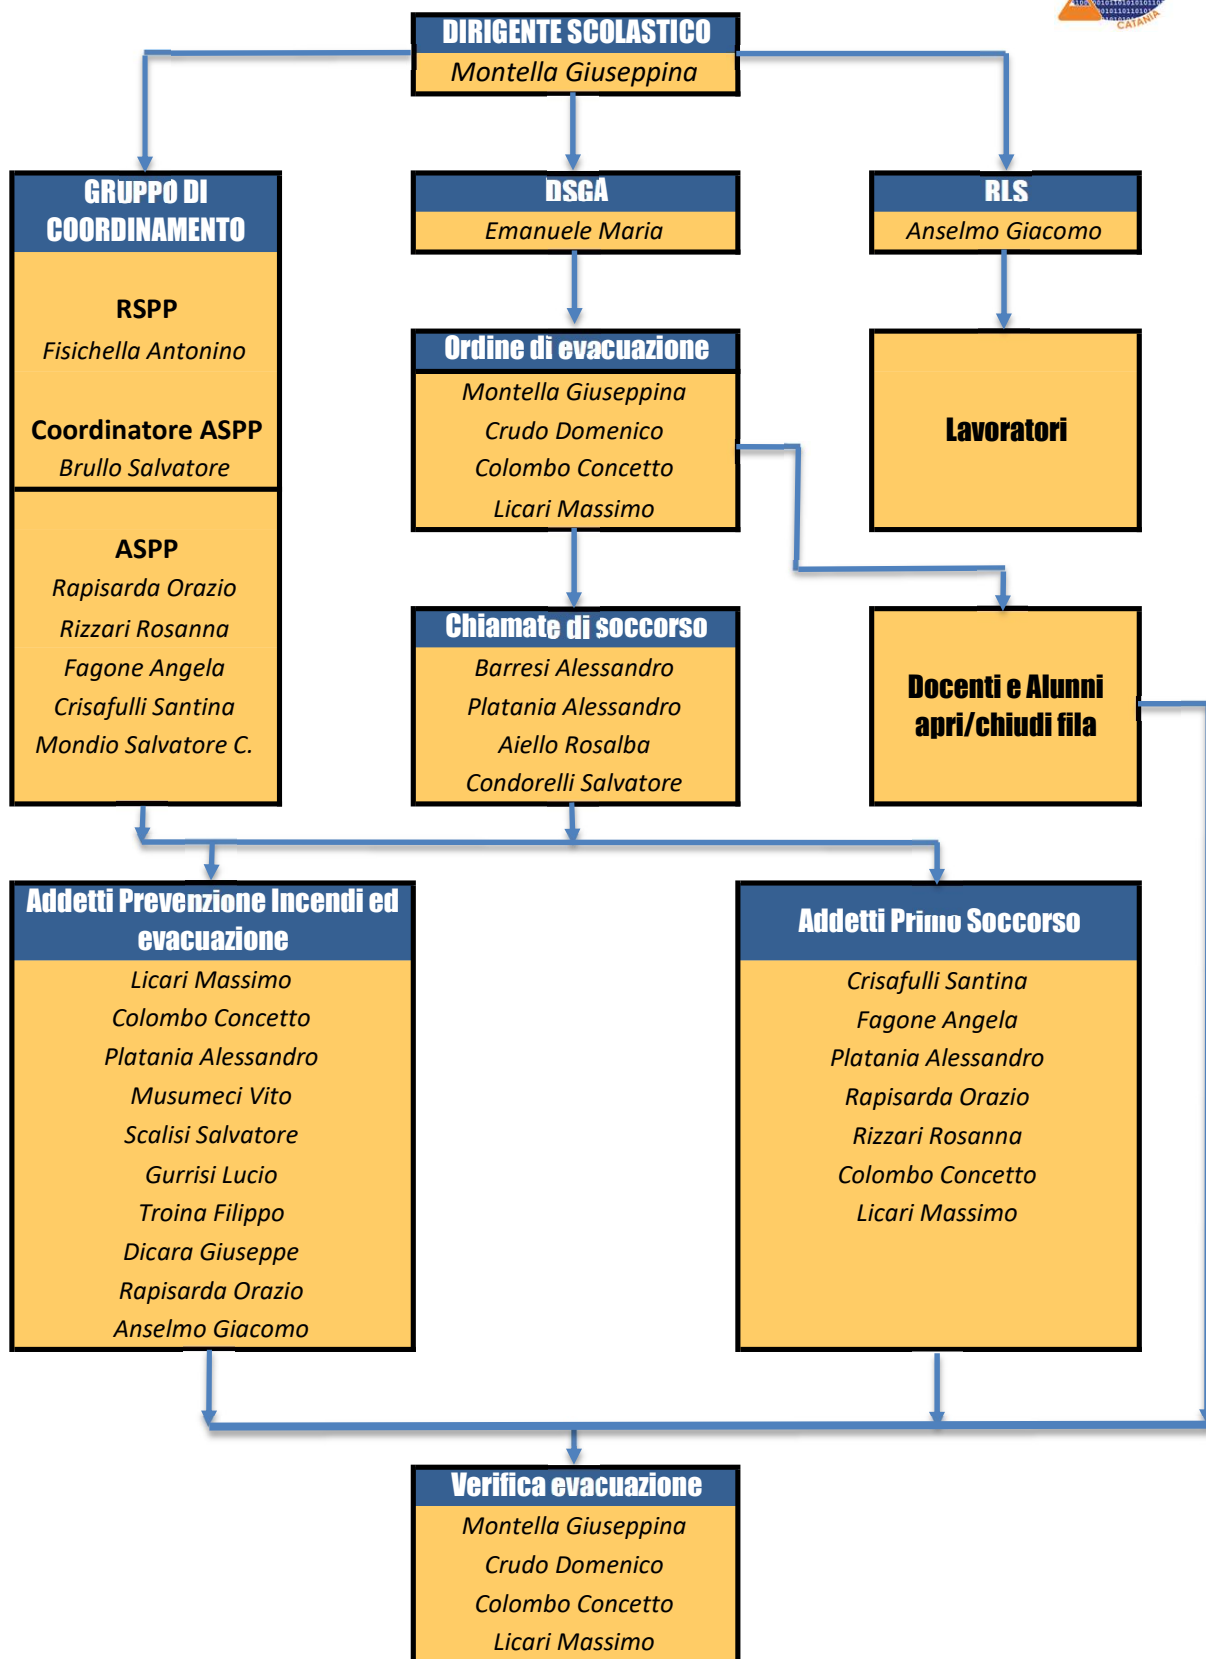 CATANIA
DIRIGENTE SCOLASTICO
Montella Giuseppina
GRUPPO DI
COORDINAMENTO
RSPP
Fisichella Antonino
Coordinatore ASPP
Brullo Salvatore
ASPP
Rapisarda Orazio
Rizzari Rosanna
Fagone Angela
Crisafulli Santina
Mondio Salvatore C.
DSGA
Emanuele Maria
RLS
Anselmo Giacomo
Ordine di evacuazione
Montella Giuseppina
Crudo Domenico
Colombo Concetto
Licari Massimo
Lavoratori
Chiamate di soccorso
Barresi Alessandro
Platania Alessandro
Aiello Rosalba
Condorelli Salvatore
Docenti e Alunni
apri/chiudi fila
Addetti Prevenzione Incendi ed
evacuazione
Licari Massimo
Colombo Concetto
Platania Alessandro
Musumeci Vito
Scalisi Salvatore
Gurrisi Lucio
Troina Filippo
Dicara Giuseppe
Rapisarda Orazio
Anselmo Giacomo
Addetti Primo Soccorso
Crisafulli Santina
Fagone Angela
Platania Alessandro
Rapisarda Orazio
Rizzari Rosanna
Colombo Concetto
Licari Massimo
Verifica evacuazione
Montella Giuseppina
Crudo Domenico
Colombo Concetto
Licari Massimo